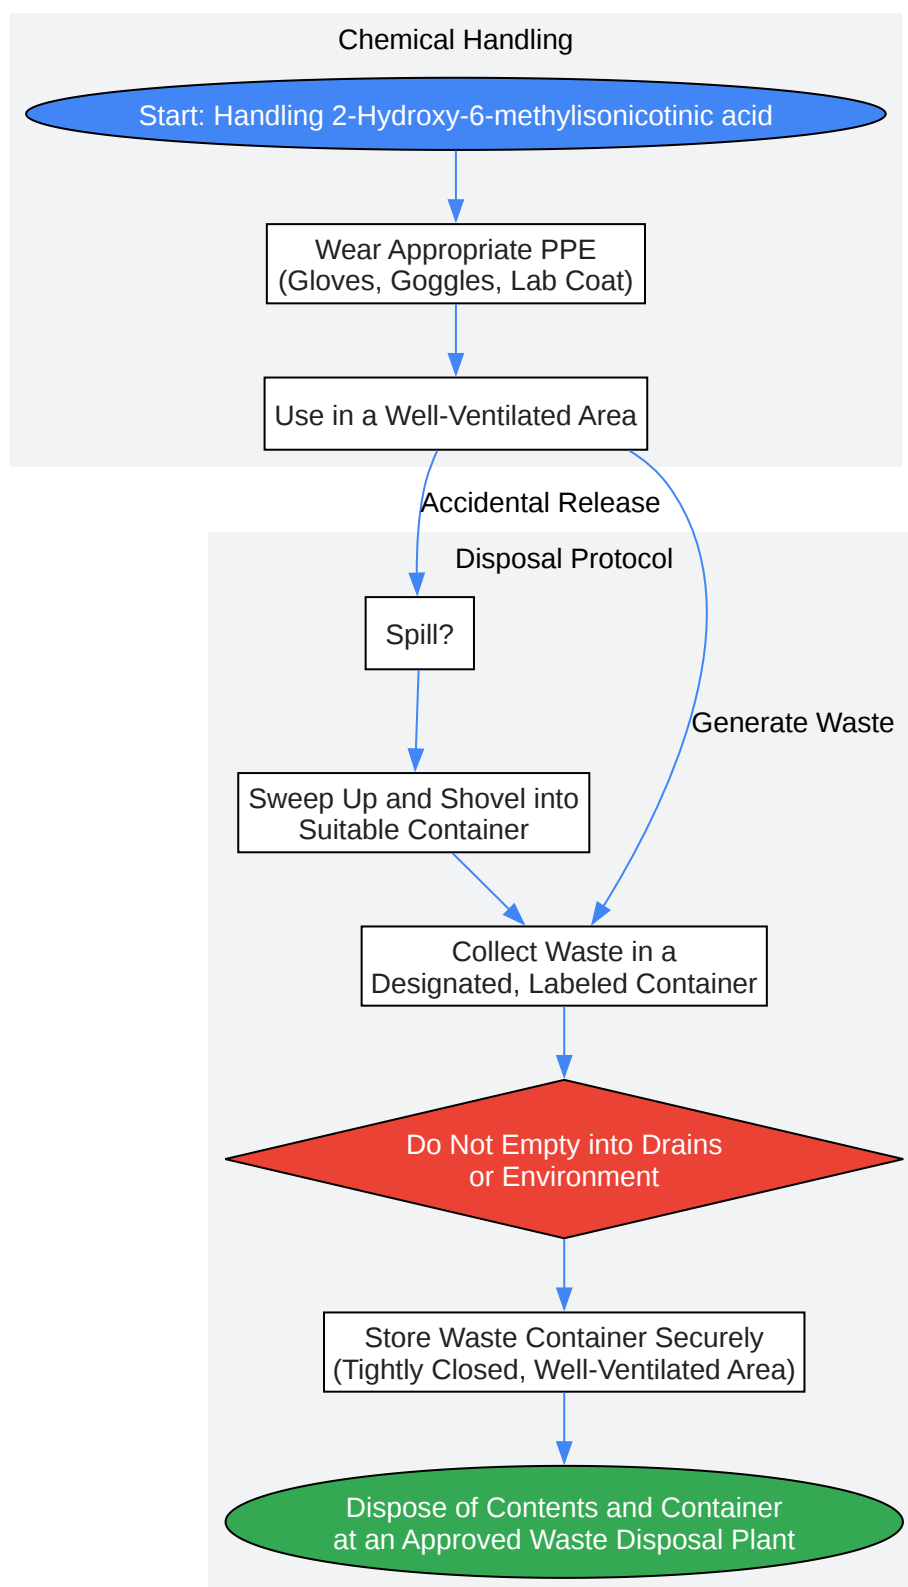 Chemical Handling
Start: Handling 2-Hydroxy-6-methylisonicotinic acid
Wear Appropriate PPE
(Gloves, Goggles, Lab Coat)
Use in a Well-Ventilated Area
Accidental Release
Disposal Protocol
Spill?
Generate Waste
Sweep Up and Shovel into
Suitable Container
Collect Waste in a
Designated, Labeled Container
Do Not Empty into Drains
or Environment
Store Waste Container Securely
(Tightly Closed, Well-Ventilated Area)
Dispose of Contents and Container
at an Approved Waste Disposal Plant